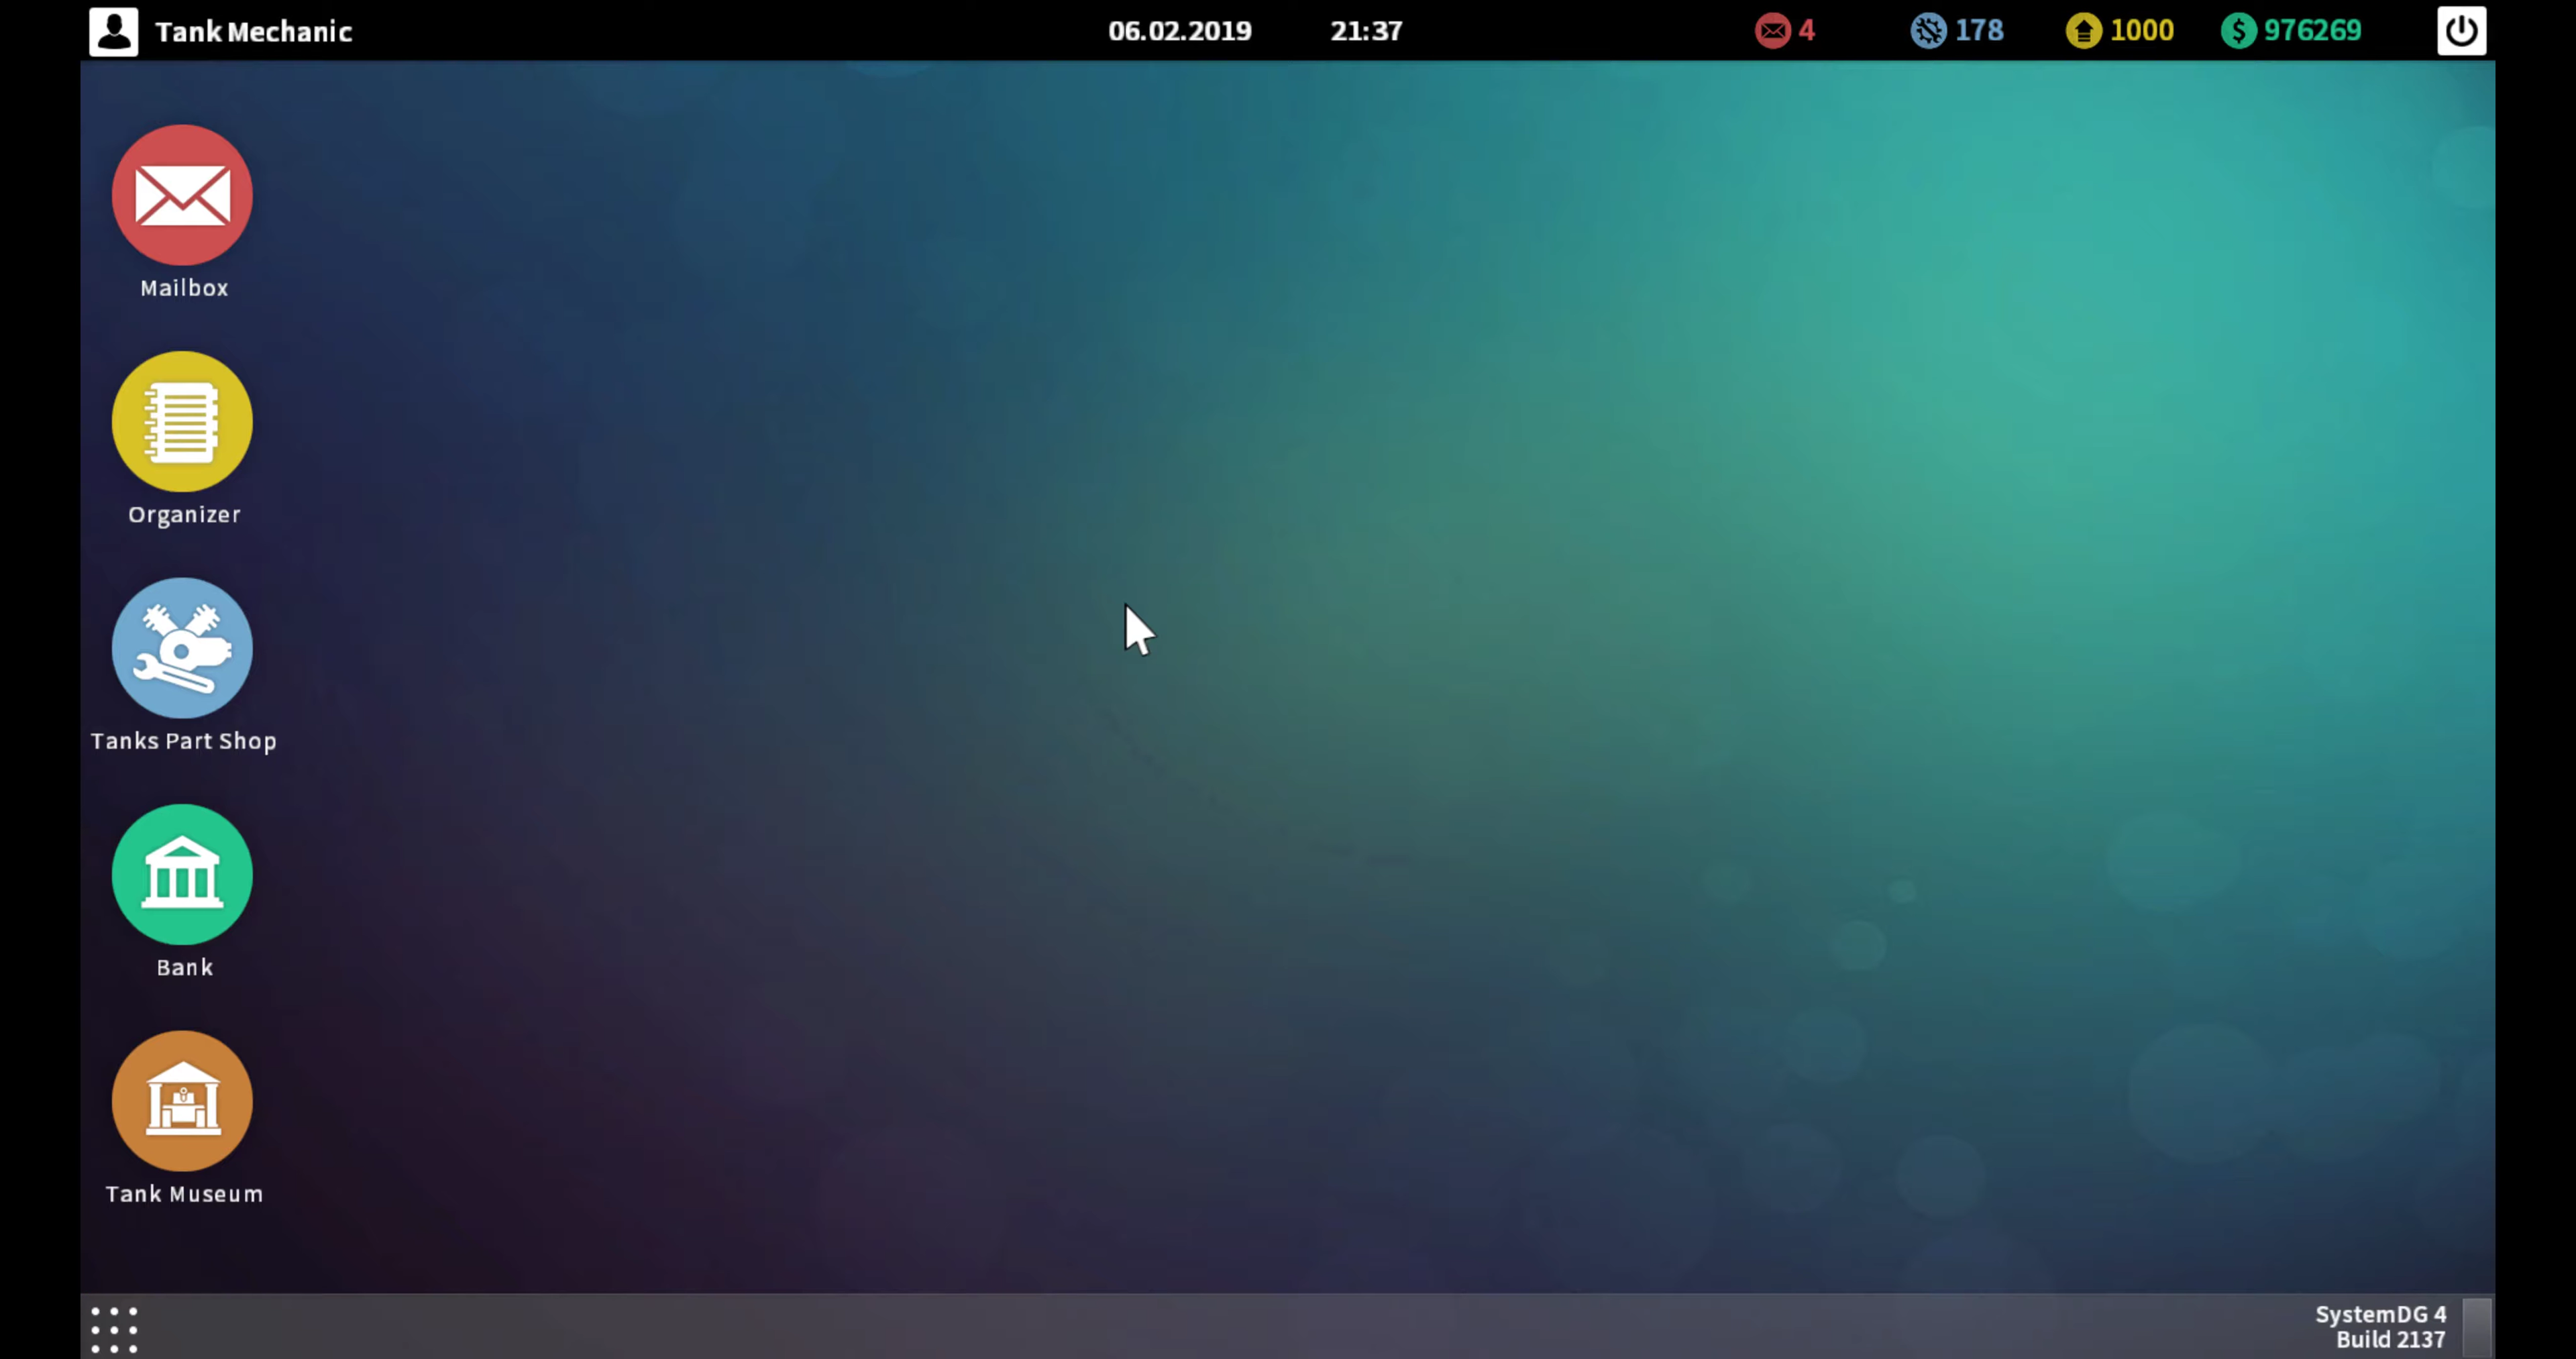 Tank Mechanic 06.02.2019 21:37 4 178 1000 976269
Mailbox
Organizer
Tanks Part Shop
Bank
Tank Museum
SystemDG 4
Build 2137